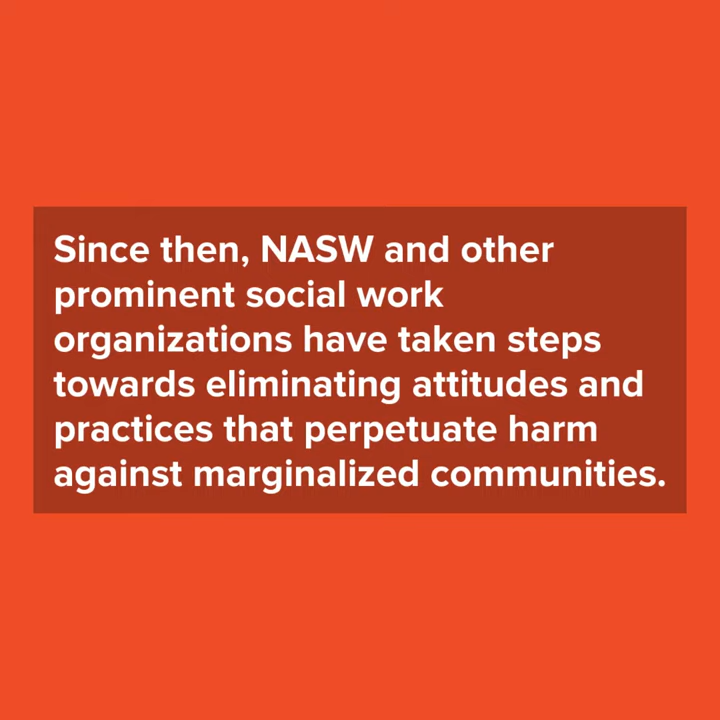 Since then, NASW and other
prominent social work
organizations have taken steps
towards eliminating attitudes and
practices that perpetuate harm
against marginalized communities.